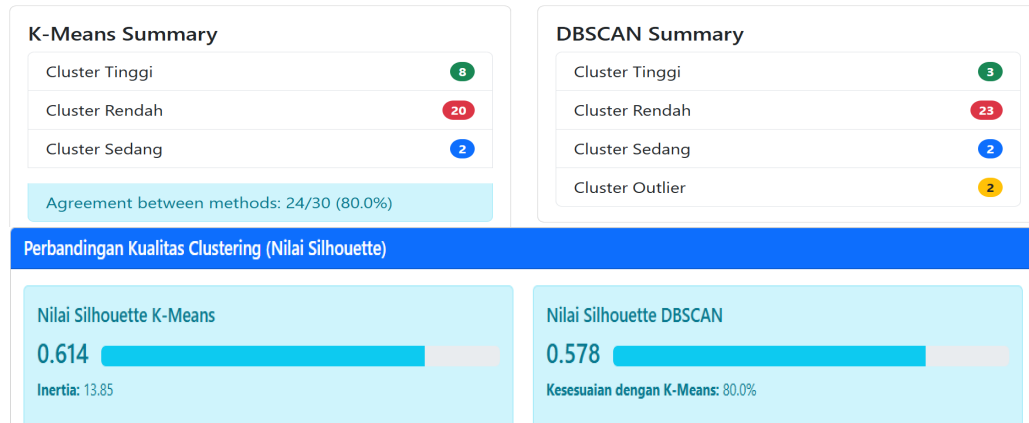 K-Means Summary
Cluster Tinggi 8
Cluster Rendah 20
Cluster Sedang 2
Agreement between methods: 24/30 (80.0%)
DBSCAN Summary
Cluster Tinggi 3
Cluster Rendah 23
Cluster Sedang 2
Cluster Outlier 2
Perbandingan Kualitas Clustering (Nilai Silhouette)
Nilai Silhouette K-Means
0.614
Inertia: 13.85
Nilai Silhouette DBSCAN
0.578
Kesesuaian dengan K-Means: 80.0%